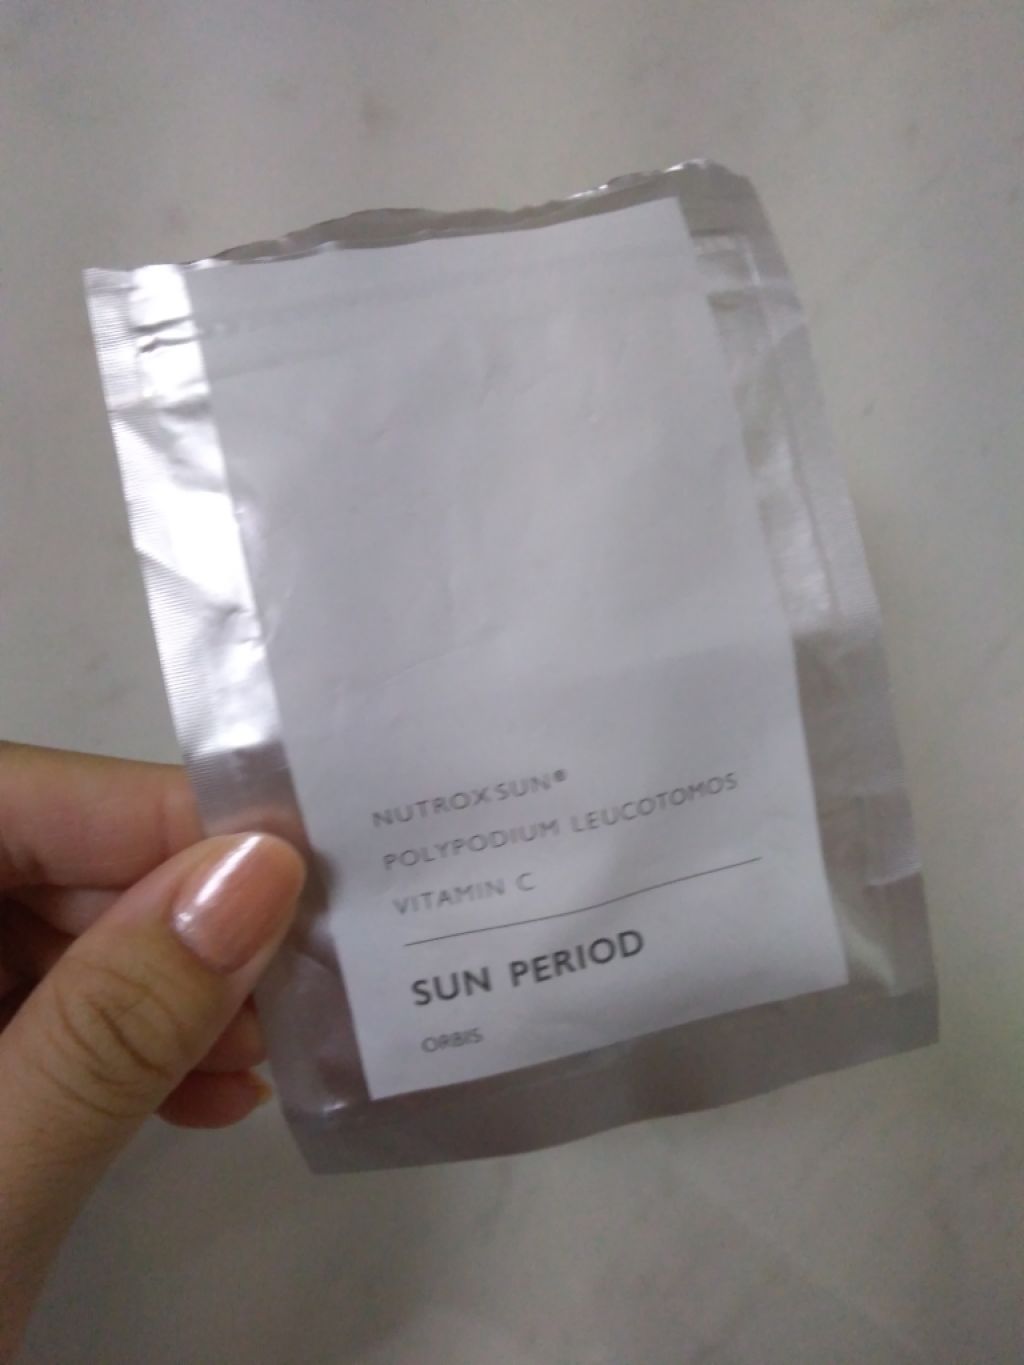 NUTROX SUN®
POLYPODIUM LEUCOTOMOS
VITAMIN C
SUN PERIOD
ORBIS